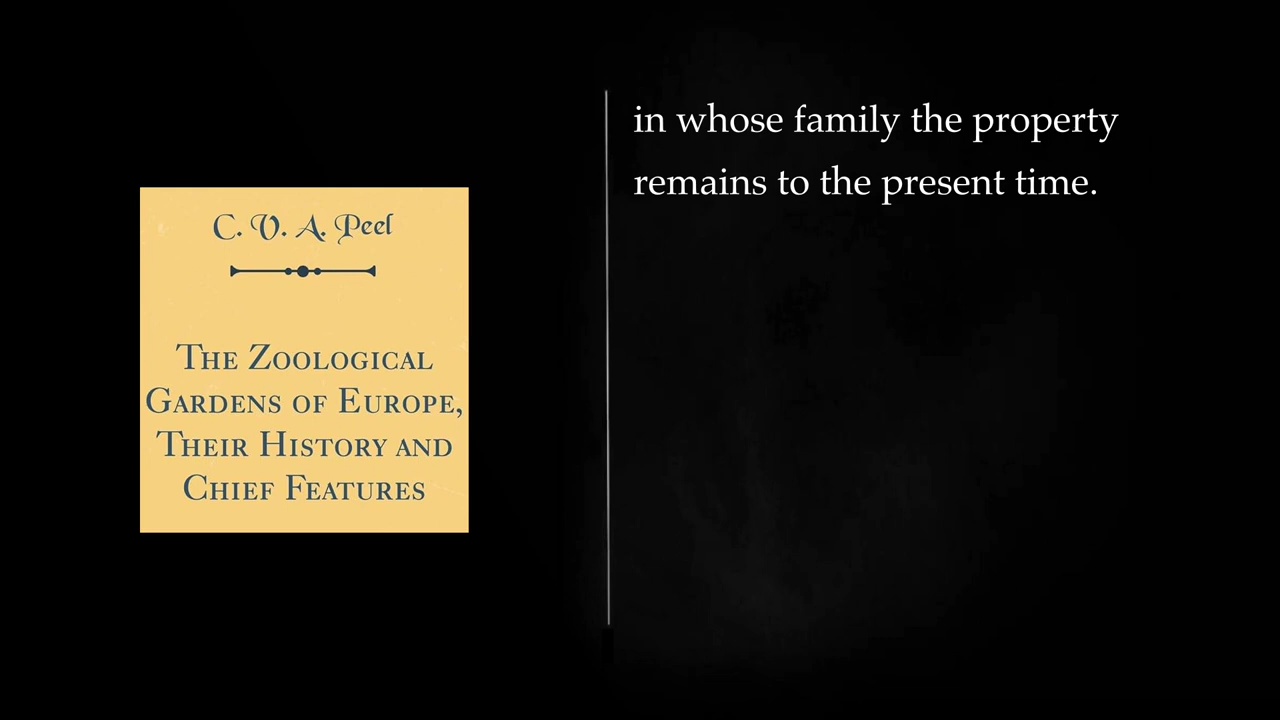 C. V. A. Peel
The Zoological
Gardens of Europe,
Their History and
Chief Features
in whose family the property
remains to the present time.